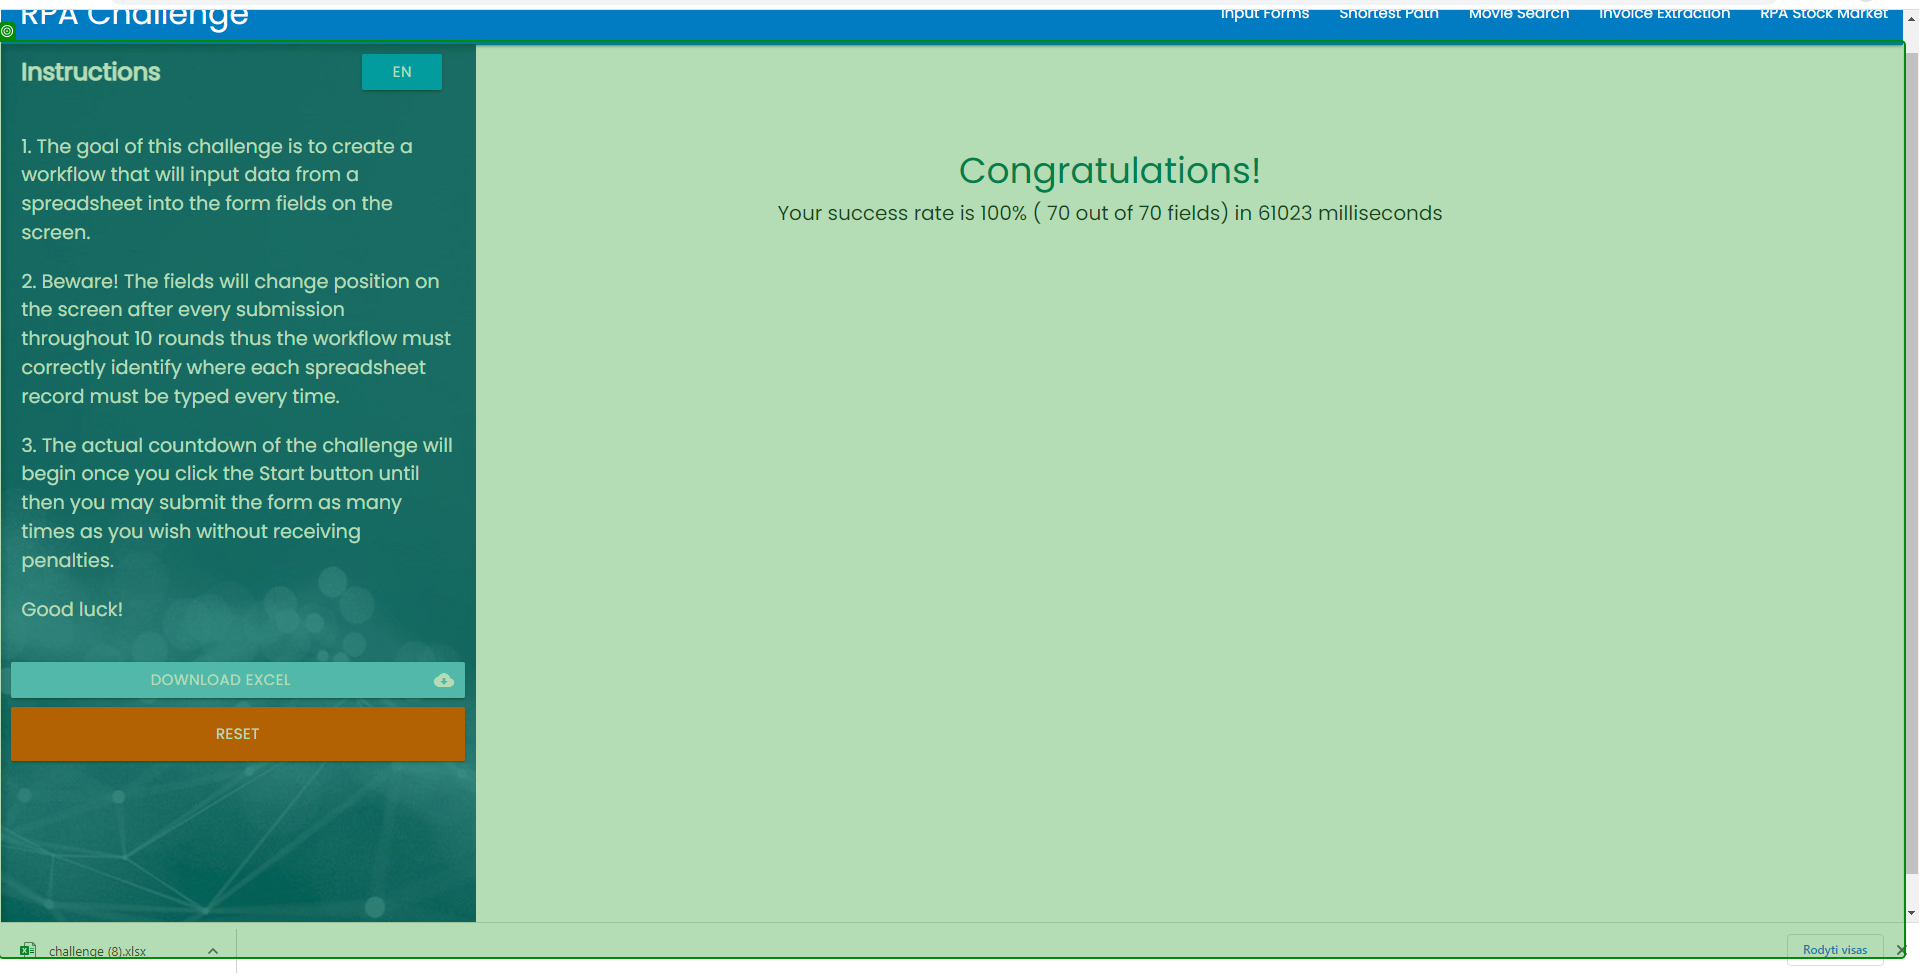 RPA Challenge
Input Forms Shortest Path Movie Search Invoice Extraction RPA Stock Market
Instructions
EN
1. The goal of this challenge is to create a
workflow that will input data from a
spreadsheet into the form fields on the
screen.
2. Beware! The fields will change position on
the screen after every submission
throughout 10 rounds thus the workflow must
correctly identify where each spreadsheet
record must be typed every time.
3. The actual countdown of the challenge will
begin once you click the Start button until
then you may submit the form as many
times as you wish without receiving
penalties.
Good luck!
DOWNLOAD EXCEL
RESET
Congratulations!
Your success rate is 100% ( 70 out of 70 fields) in 61023 milliseconds
challenge (8).xlsx
Rodyti visas